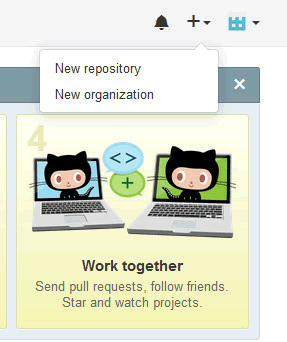 New repository
New organization
4
Work together
Send pull requests, follow friends.
Star and watch projects.